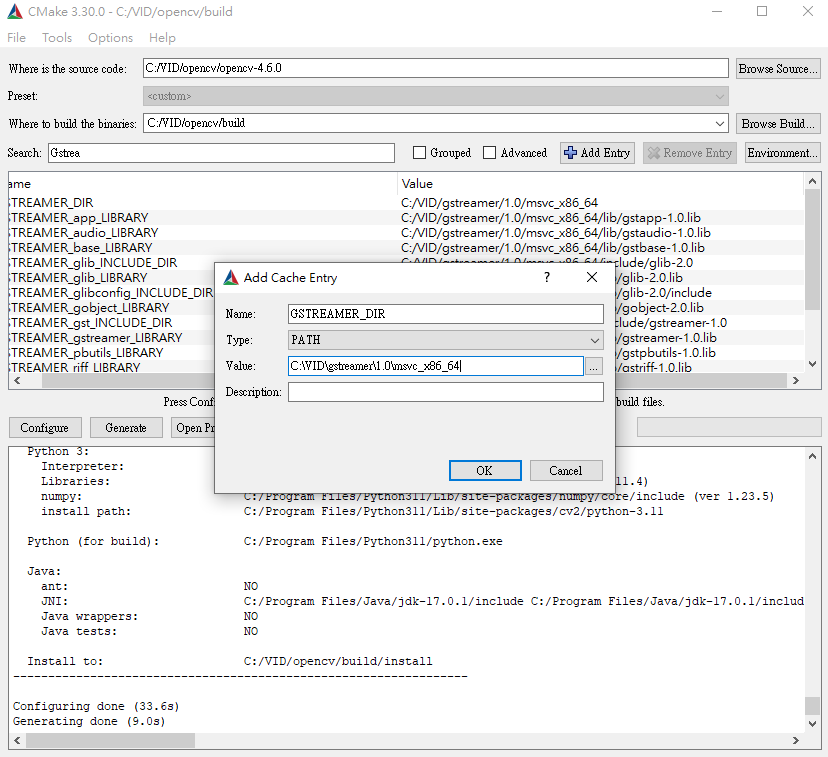 CMake 3.30.0 - C:/VID/opencv/build
File Tools Options Help
Where is the source code: C:/VID/opencv/opencv-4.6.0 Browse Source...
Preset: <custom>
Where to build the binaries: C:/VID/opencv/build Browse Build...
Search: Gstrea Grouped Advanced Add Entry Remove Entry Environment...
ame Value
STREAMER_DIR C:/VID/gstreamer/1.0/msvc_x86_64
STREAMER_app_LIBRARY C:/VID/gstreamer/1.0/msvc_x86_64/lib/gstapp-1.0.lib
STREAMER_audio_LIBRARY C:/VID/gstreamer/1.0/msvc_x86_64/lib/gstaudio-1.0.lib
STREAMER_base_LIBRARY C:/VID/gstreamer/1.0/msvc_x86_64/lib/gstbase-1.0.lib
STREAMER_glib_INCLUDE_DIR C:/VID/gstreamer/1.0/msvc_x86_64/include/glib-2.0
STREAMER_glib_LIBRARY /glib-2.0.lib
STREAMER_glibconfig_INCLUDE_DIR /glib-2.0/include
STREAMER_gobject_LIBRARY /gobject-2.0.lib
STREAMER_gst_INCLUDE_DIR clude/gstreamer-1.0
STREAMER_gstreamer_LIBRARY /gstreamer-1.0.lib
STREAMER_pbutils_LIBRARY /gstpbutils-1.0.lib
STREAMER_riff_LIBRARY /gstriff-1.0.lib
Add Cache Entry ?
Name: GSTREAMER_DIR
Type: PATH
Value: C:\VID\gstreamer\1.0\msvc_x86_64 ...
Description:
OK Cancel
Press Conf build files.
Configure Generate Open Pr
Python 3:
Interpreter:
Libraries: 11.4)
numpy: C:/Program Files/Python311/Lib/site-packages/numpy/core/include (ver 1.23.5)
install path: C:/Program Files/Python311/Lib/site-packages/cv2/python-3.11
Python (for build): C:/Program Files/Python311/python.exe
Java:
ant: NO
JNI: C:/Program Files/Java/jdk-17.0.1/include C:/Program Files/Java/jdk-17.0.1/includ
Java wrappers: NO
Java tests: NO
Install to: C:/VID/opencv/build/install
-----------------------------------------------------------------
Configuring done (33.6s)
Generating done (9.0s)